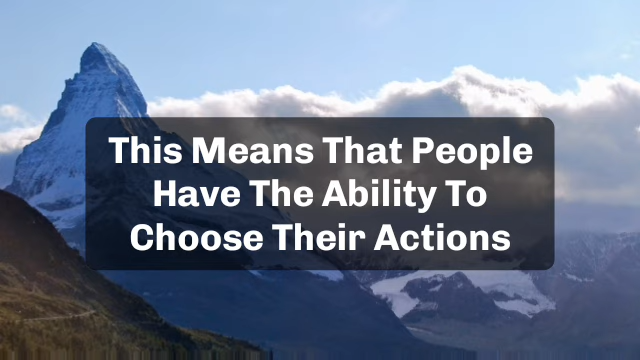 This Means That People
Have The Ability To
Choose Their Actions